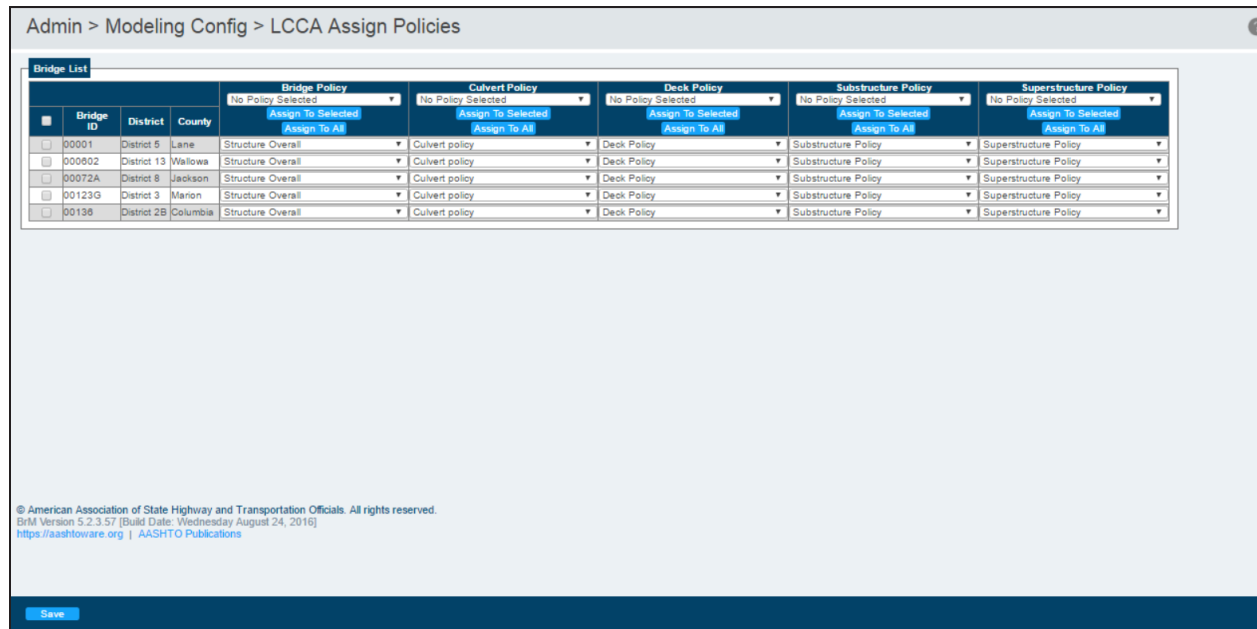 Admin > Modeling Config > LCCA Assign Policies
Bridge List
Bridge Policy Culvert Policy Deck Policy Substructure Policy Superstructure Policy
No Policy Selected No Policy Selected No Policy Selected No Policy Selected No Policy Selected
Assign To Selected Assign To Selected Assign To Selected Assign To Selected Assign To Selected
Assign To All Assign To All Assign To All Assign To All Assign To All
Bridge ID District County
00001 District 5 Lane Structure Overall Culvert policy Deck Policy Substructure Policy Superstructure Policy
000602 District 13 Wallowa Structure Overall Culvert policy Deck Policy Substructure Policy Superstructure Policy
00072A District 8 Jackson Structure Overall Culvert policy Deck Policy Substructure Policy Superstructure Policy
00123G District 3 Marion Structure Overall Culvert policy Deck Policy Substructure Policy Superstructure Policy
00136 District 2B Columbia Structure Overall Culvert policy Deck Policy Substructure Policy Superstructure Policy
© American Association of State Highway and Transportation Officials. All rights reserved.
BrM Version 5.2.3.57 [Build Date: Wednesday August 24, 2016]
https://aashtoware.org | AASHTO Publications
Save